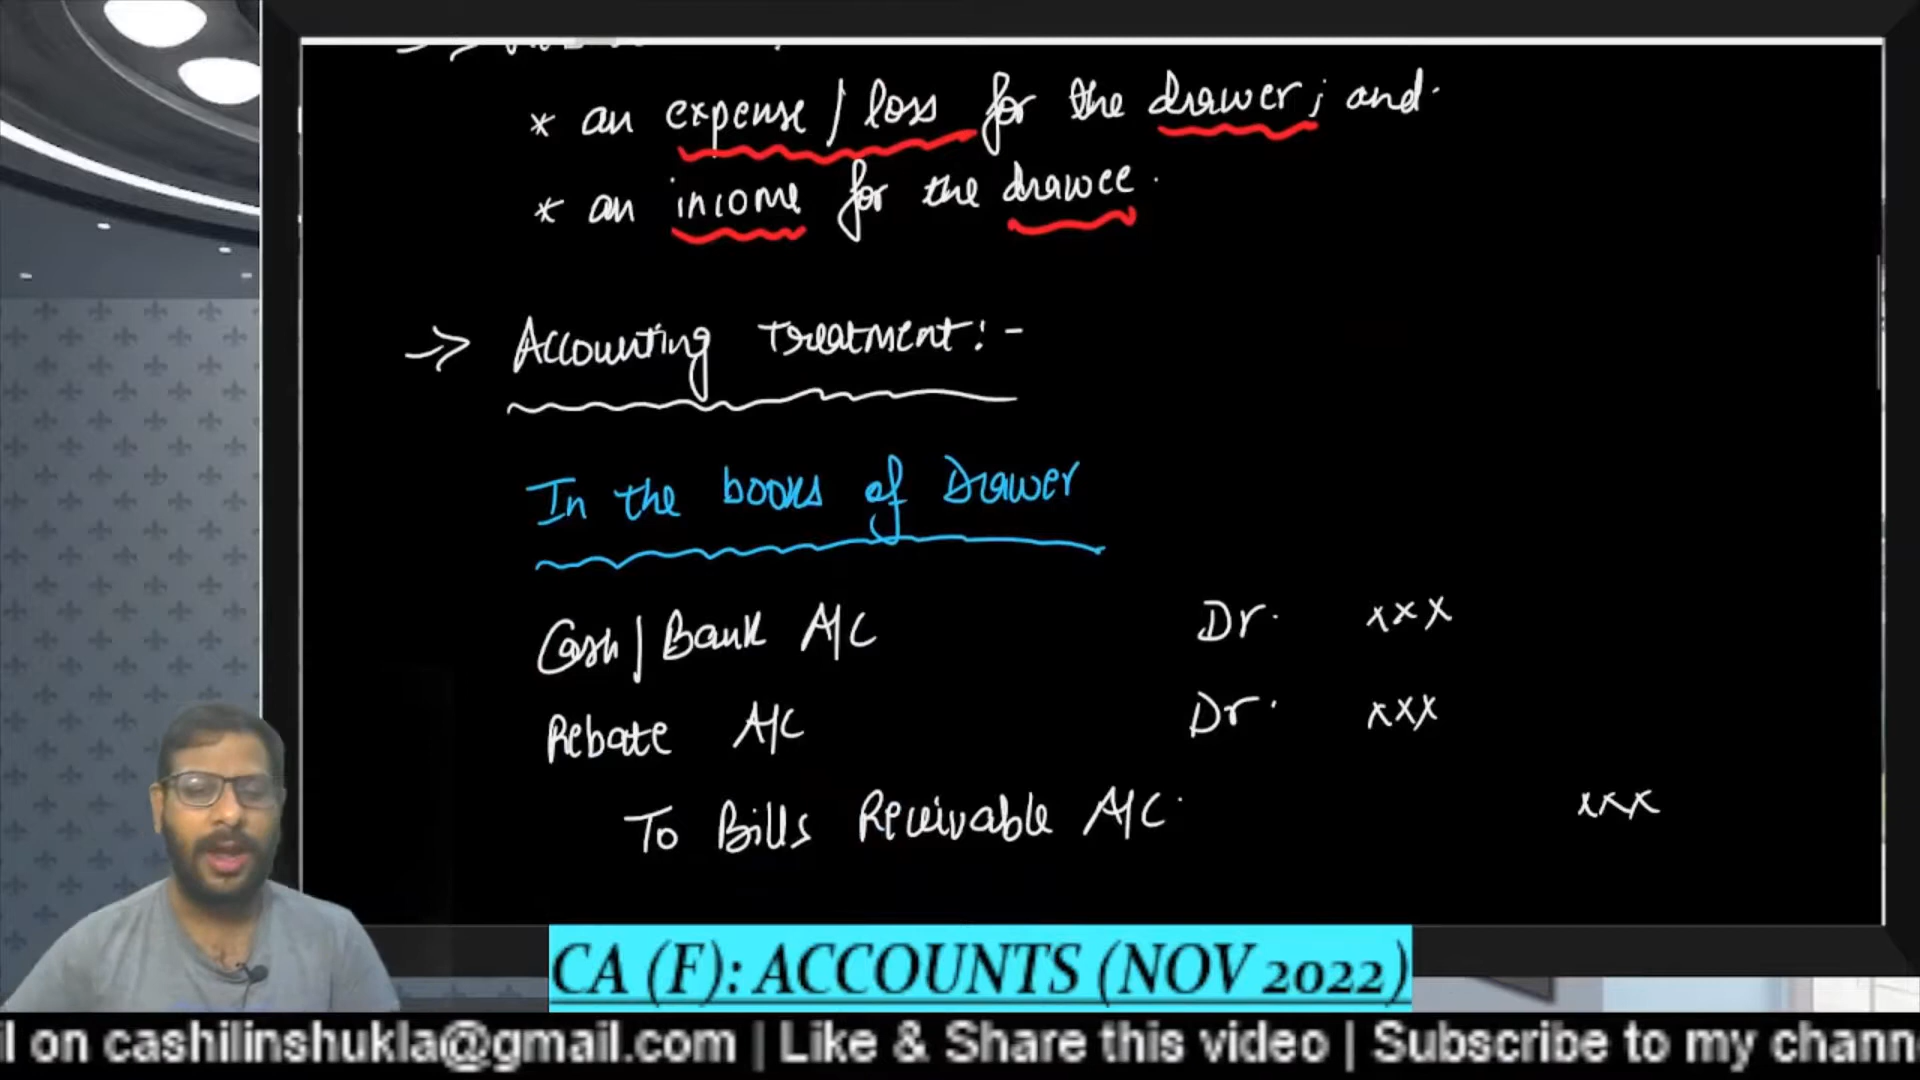 * an expense / loss for the drawer; and.
* an income for the drawee.
→ Accounting Treatment:-
In the books of Drawer
Cash/Bank A/C Dr. xxx
Rebate A/C Dr. xxx
To Bills Receivable A/C. xxx
CA (F): ACCOUNTS (NOV 2022)
il on cashilinshukla@gmail.com | Like & Share this video | Subscribe to my chann